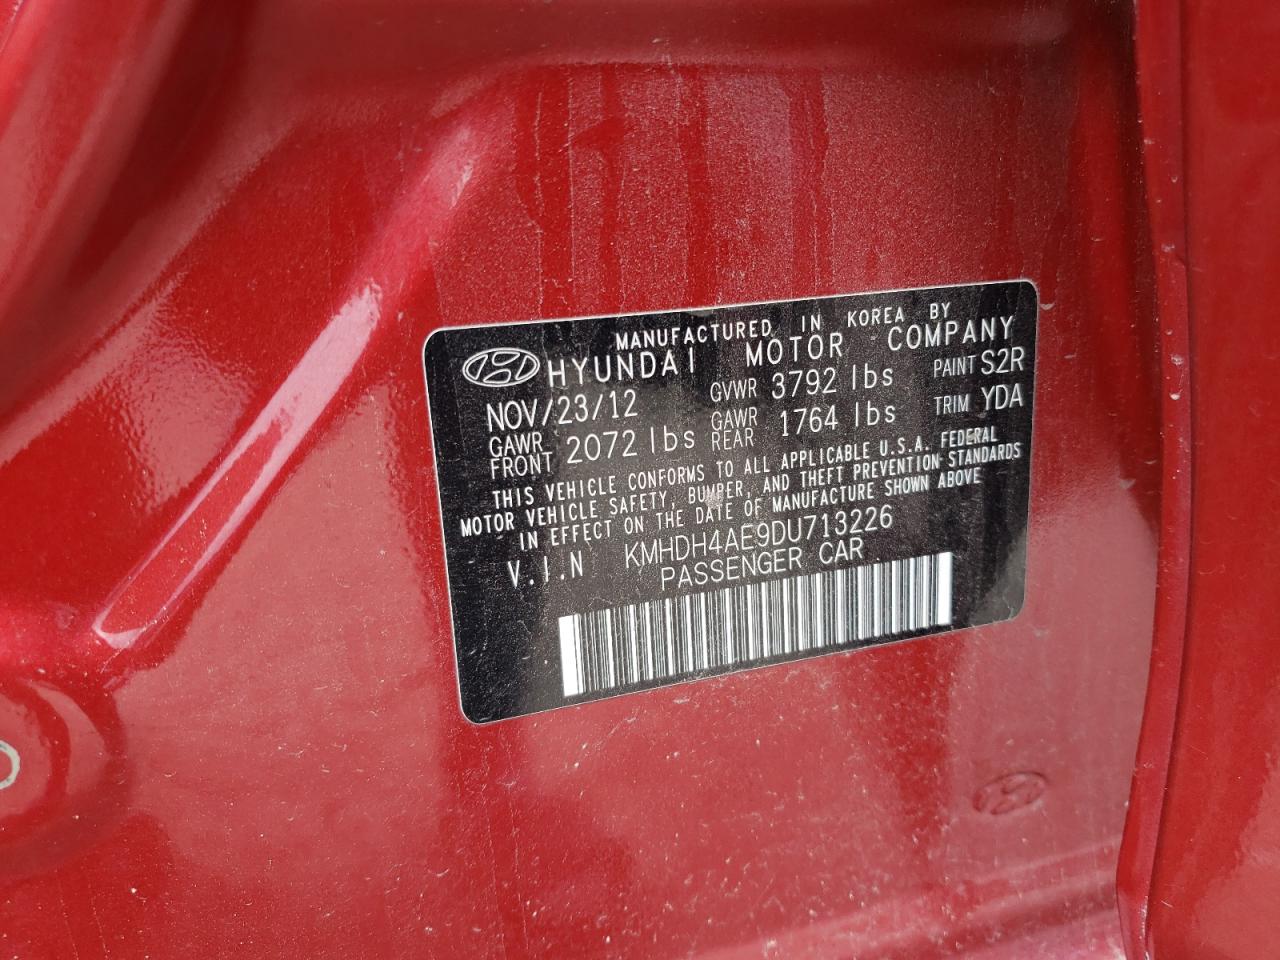 MANUFACTURED IN KOREA BY
HYUNDAI MOTOR COMPANY
NOV/23/12 GVWR 3792 lbs PAINT S2R
GAWR FRONT 2072 lbs GAWR REAR 1764 lbs TRIM YDA
THIS VEHICLE CONFORMS TO ALL APPLICABLE U.S.A. FEDERAL
MOTOR VEHICLE SAFETY, BUMPER, AND THEFT PREVENTION STANDARDS
IN EFFECT ON THE DATE OF MANUFACTURE SHOWN ABOVE
V.I.N KMHDH4AE9DU713226
PASSENGER CAR